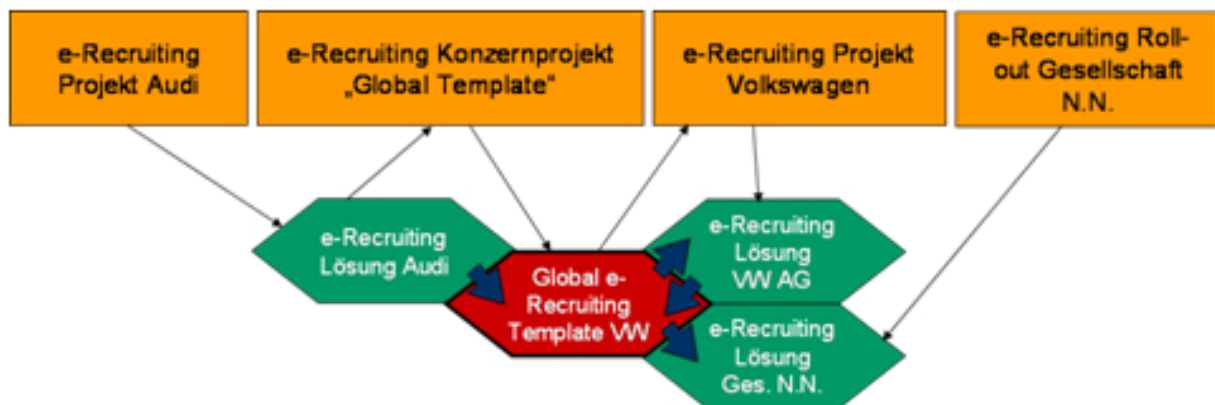 e-Recruiting
Projekt Audi
e-Recruiting Konzernprojekt
„Global Template“
e-Recruiting Projekt
Volkswagen
e-Recruiting Roll-
out Gesellschaft
N.N.
e-Recruiting
Lösung Audi
Global e-
Recruiting
Template VW
e-Recruiting
Lösung
VW AG
e-Recruiting
Lösung
Ges. N.N.